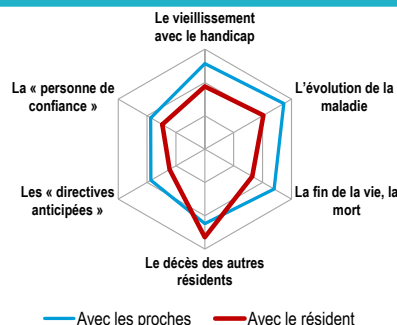 Le vieillissement
avec le handicap
La « personne de
confiance »
L'évolution de la
maladie
Les « directives
anticipées »
La fin de la vie, la
mort
Le décès des autres
résidents
Avec les proches
Avec le résident